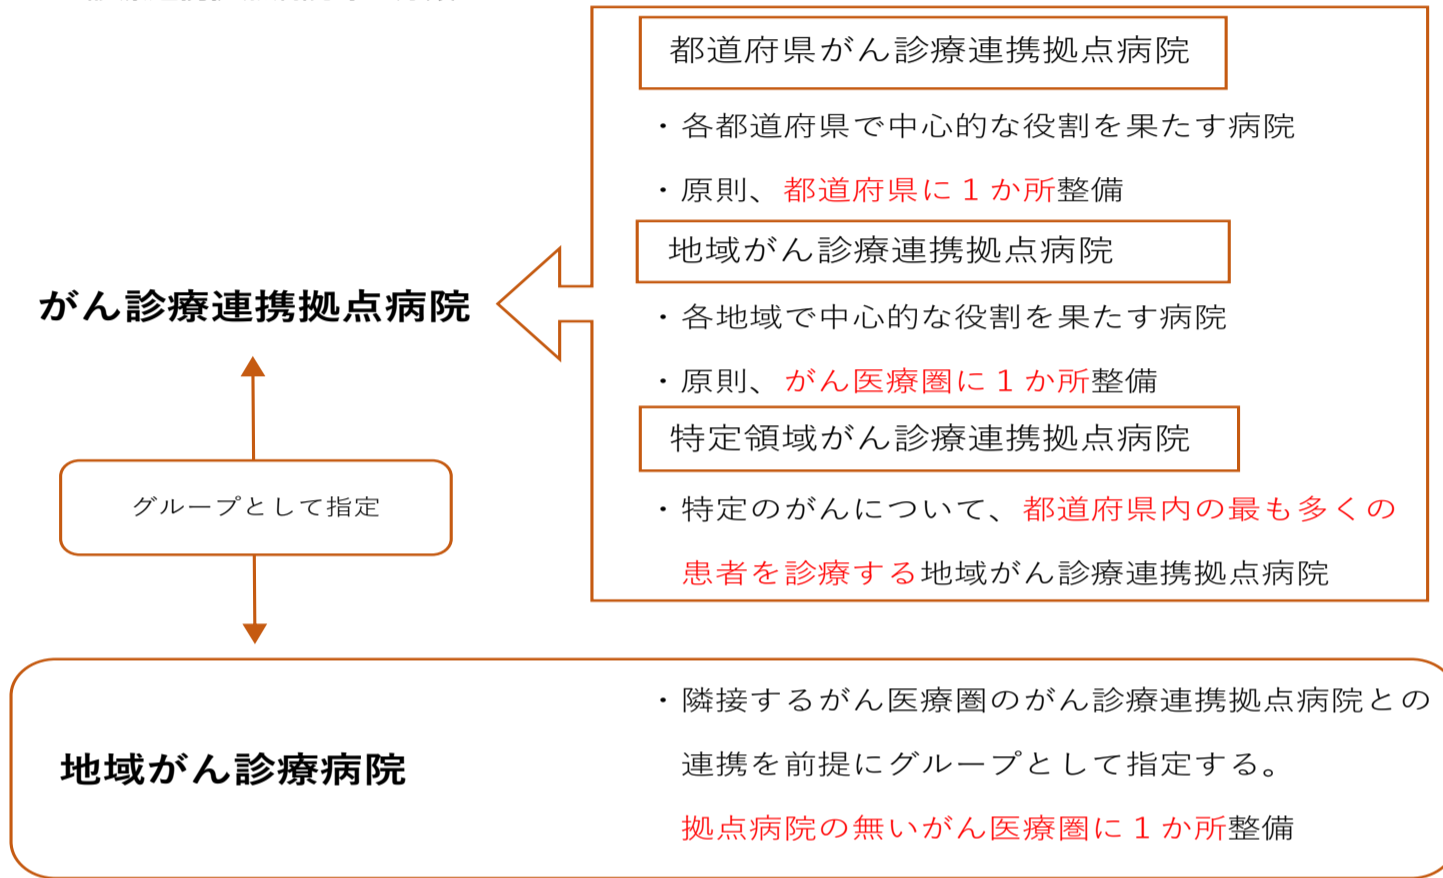 都道府県がん診療連携拠点病院
・各都道府県で中心的な役割を果たす病院
・原則、都道府県に1か所整備
地域がん診療連携拠点病院
・各地域で中心的な役割を果たす病院
・原則、がん医療圏に1か所整備
特定領域がん診療連携拠点病院
・特定のがんについて、都道府県内の最も多くの
患者を診療する地域がん診療連携拠点病院
がん診療連携拠点病院
グループとして指定
地域がん診療病院
・隣接するがん医療圏のがん診療連携拠点病院との
連携を前提にグループとして指定する。
拠点病院の無いがん医療圏に1か所整備